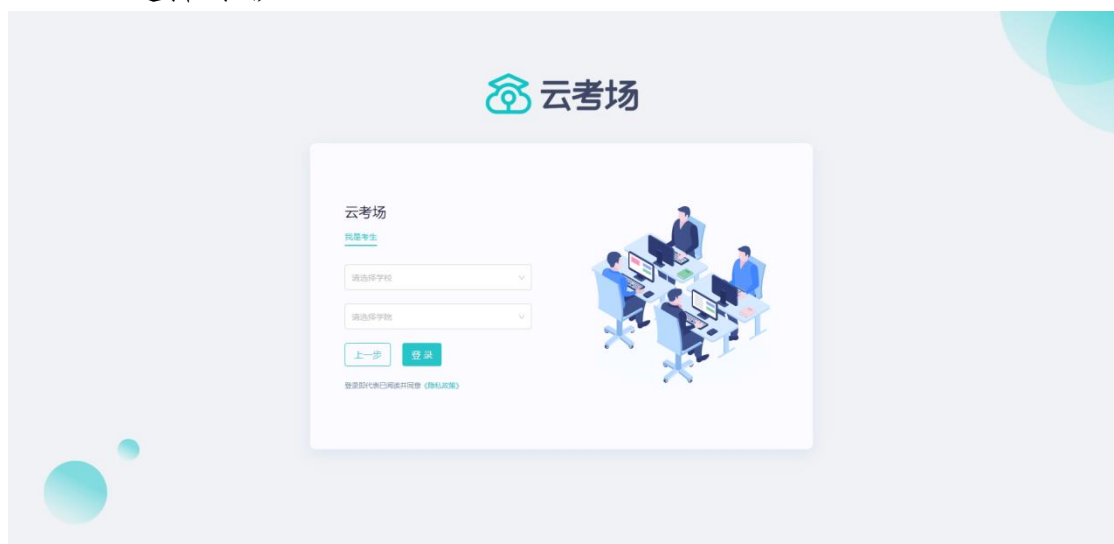 云考场
云考场
我是考生
请选择学校
请选择学院
上一步
登录
登录即代表已阅读并同意《隐私政策》